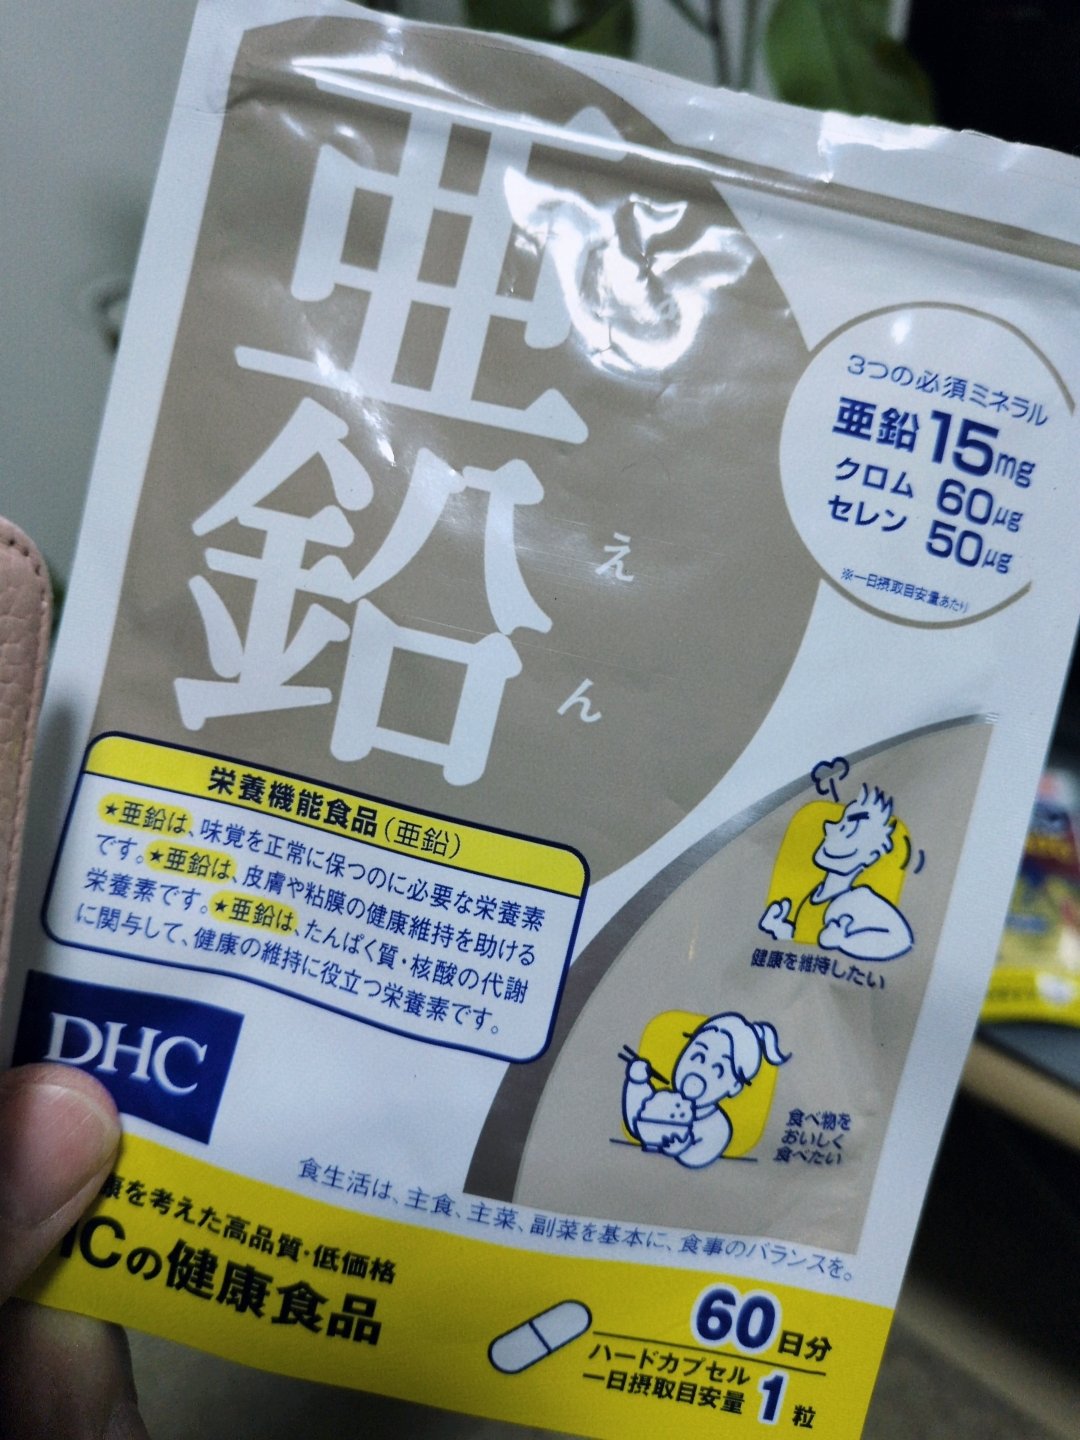 亜鉛
えん
3つの必須ミネラル
亜鉛 15mg
クロム 60μg
セレン 50μg
※一日摂取目安量あたり
栄養機能食品(亜鉛)
★亜鉛は、味覚を正常に保つのに必要な栄養素
です。★亜鉛は、皮膚や粘膜の健康維持を助ける
栄養素です。★亜鉛は、たんぱく質・核酸の代謝
に関与して、健康の維持に役立つ栄養素です。
健康を維持したい
食べ物を
おいしく
食べたい
DHC
食生活は、主食、主菜、副菜を基本に、食事のバランスを。
康を考えた高品質・低価格
HCの健康食品
60日分
ハードカプセル
一日摂取目安量 1粒